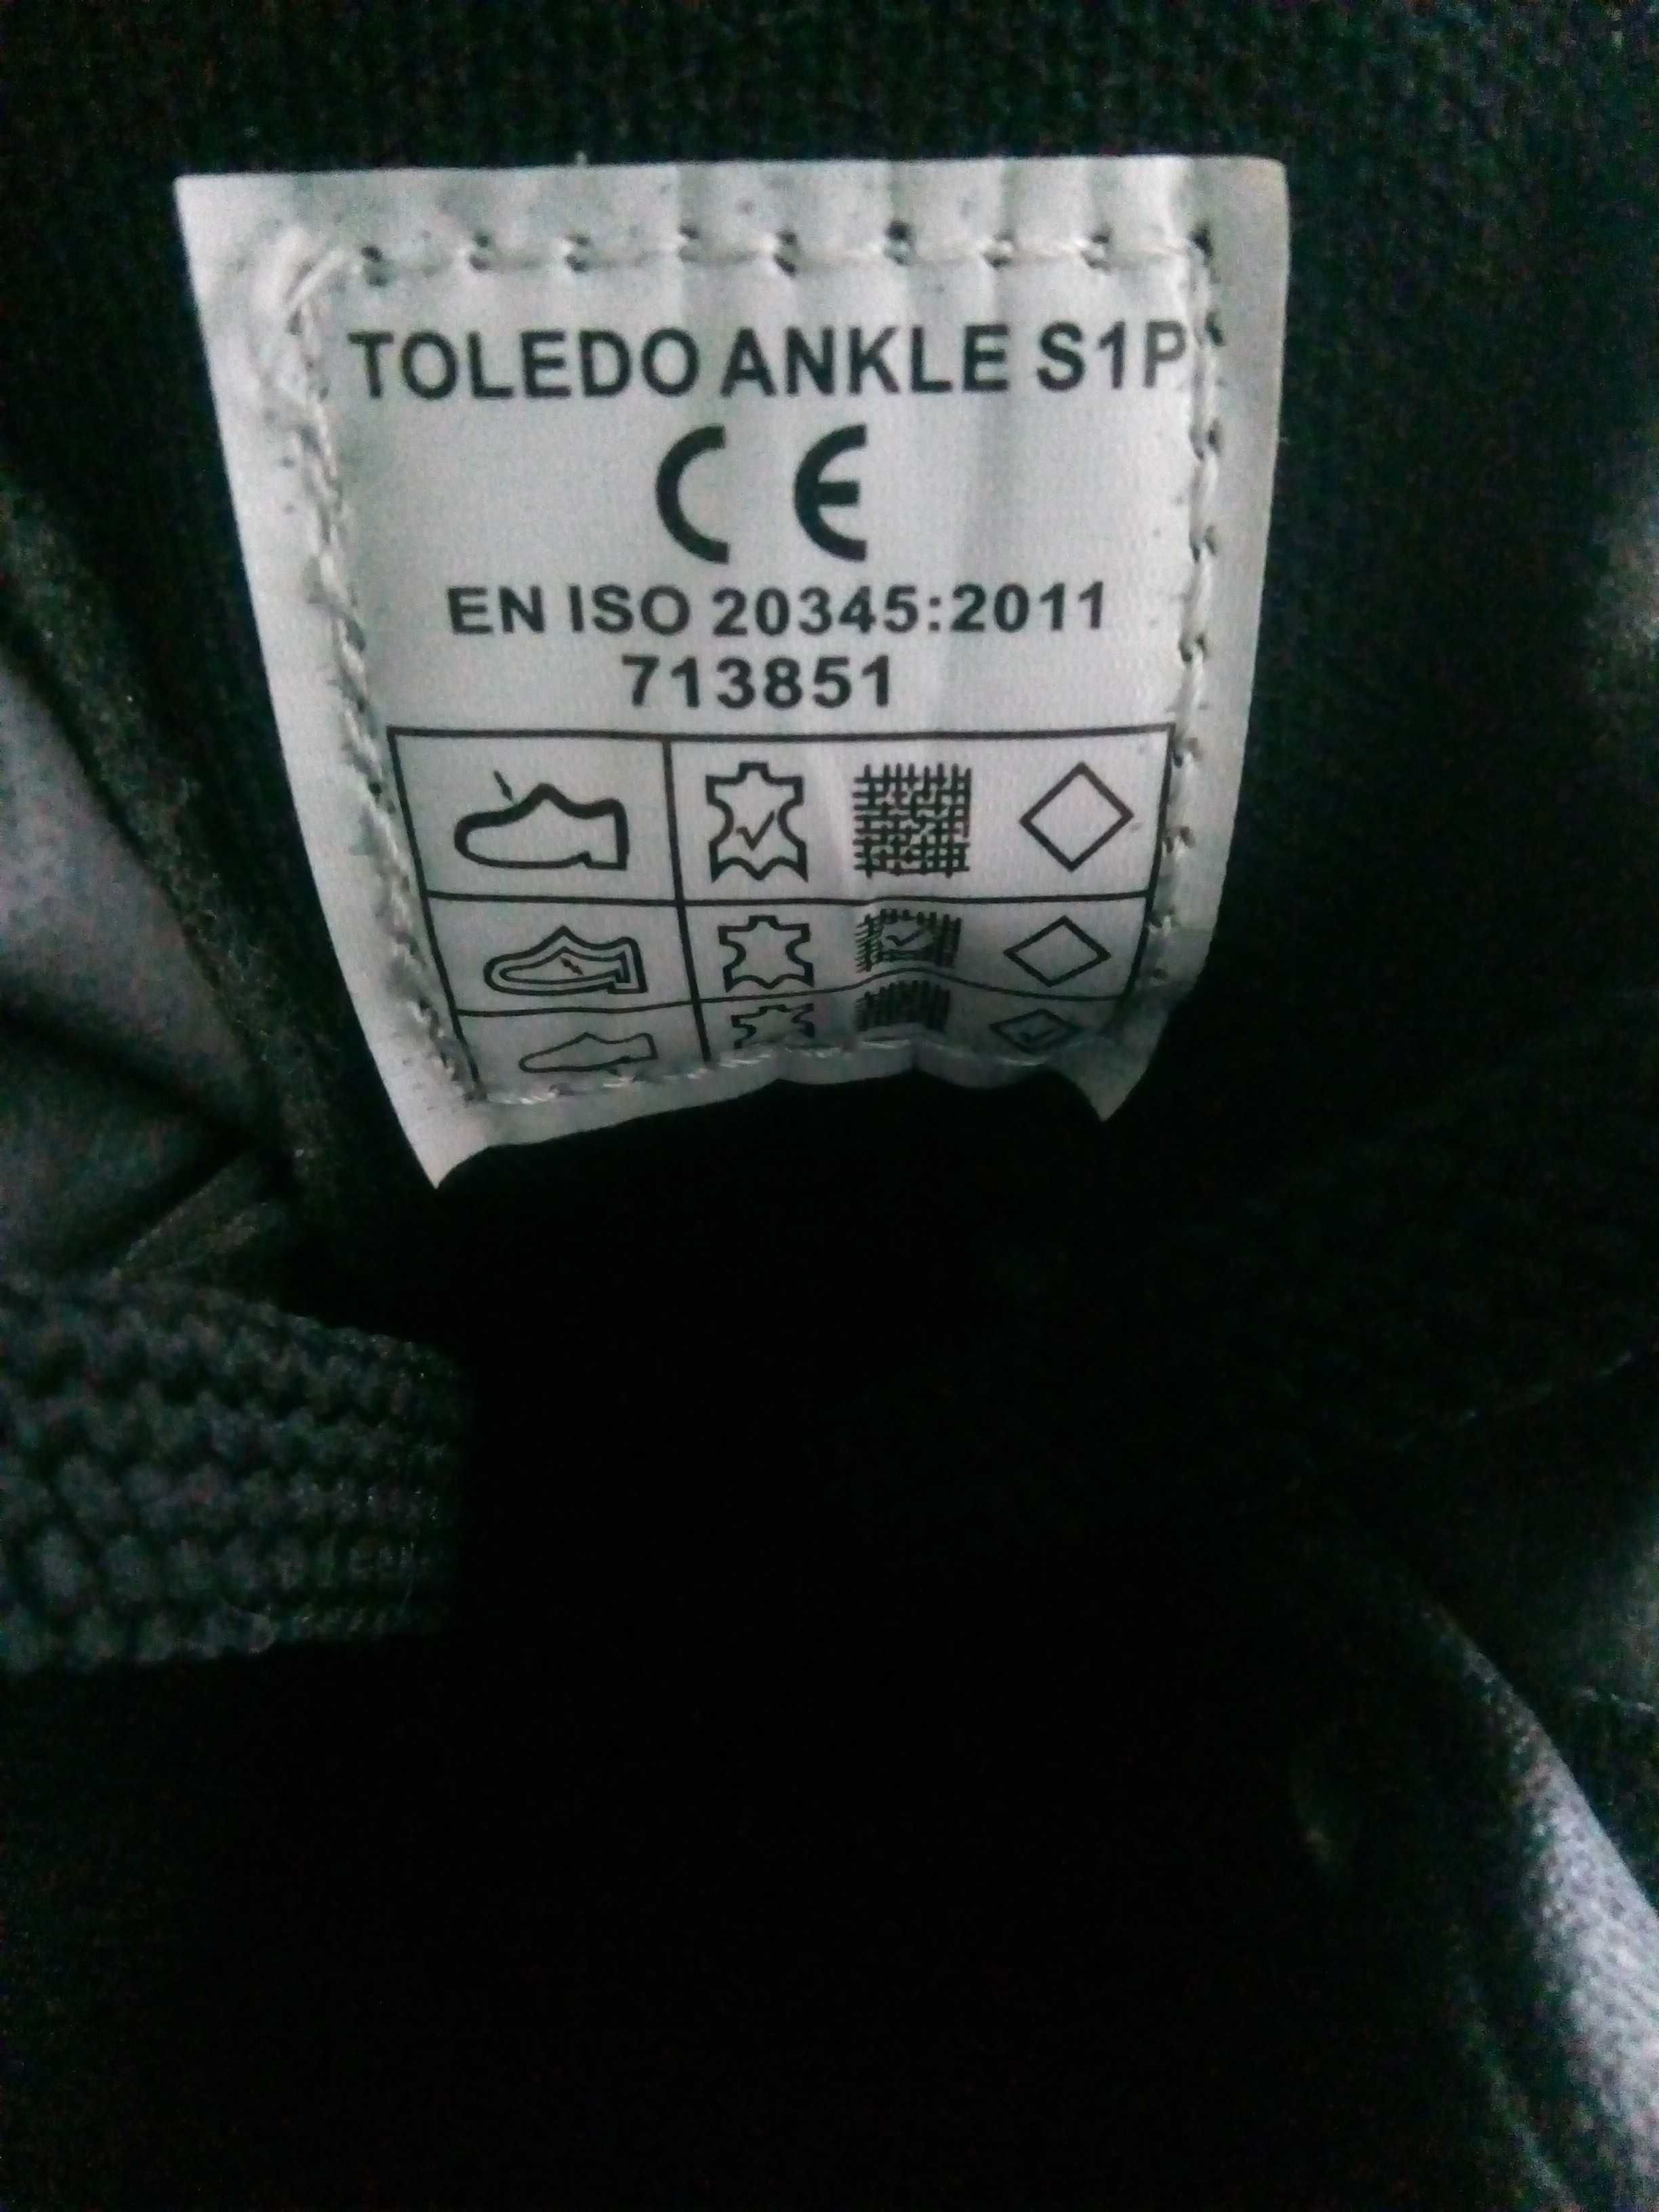 TOLEDO ANKLE S1P
CE
EN ISO 20345:2011
713851